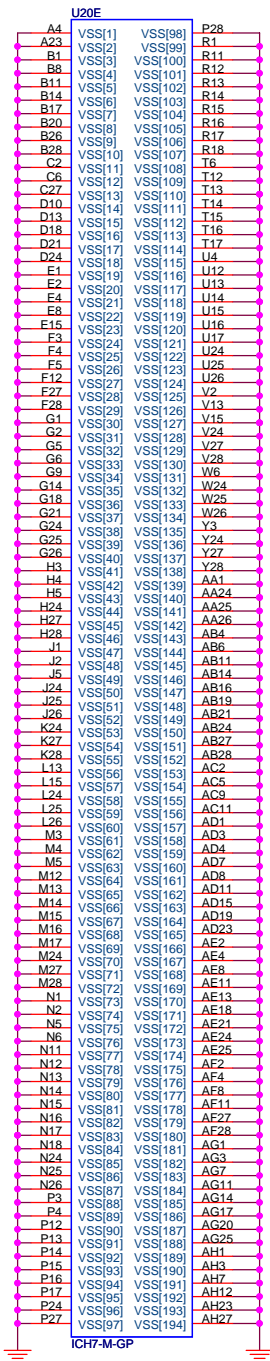 U20E
A4 VSS[1] VSS[98] P28
A23 VSS[2] VSS[99] R1
B1 VSS[3] VSS[100] R11
B8 VSS[4] VSS[101] R12
B11 VSS[5] VSS[102] R13
B14 VSS[6] VSS[103] R14
B17 VSS[7] VSS[104] R15
B20 VSS[8] VSS[105] R16
B26 VSS[9] VSS[106] R17
B28 VSS[10] VSS[107] R18
C2 VSS[11] VSS[108] T6
C6 VSS[12] VSS[109] T12
C27 VSS[13] VSS[110] T13
D10 VSS[14] VSS[111] T14
D13 VSS[15] VSS[112] T15
D18 VSS[16] VSS[113] T16
D21 VSS[17] VSS[114] T17
D24 VSS[18] VSS[115] U4
E1 VSS[19] VSS[116] U12
E2 VSS[20] VSS[117] U13
E4 VSS[21] VSS[118] U14
E8 VSS[22] VSS[119] U15
E15 VSS[23] VSS[120] U16
F3 VSS[24] VSS[121] U17
F4 VSS[25] VSS[122] U24
F5 VSS[26] VSS[123] U25
F12 VSS[27] VSS[124] U26
F27 VSS[28] VSS[125] V2
F28 VSS[29] VSS[126] V13
G1 VSS[30] VSS[127] V15
G2 VSS[31] VSS[128] V24
G5 VSS[32] VSS[129] V27
G6 VSS[33] VSS[130] V28
G9 VSS[34] VSS[131] W6
G14 VSS[35] VSS[132] W24
G18 VSS[36] VSS[133] W25
G21 VSS[37] VSS[134] W26
G24 VSS[38] VSS[135] Y3
G25 VSS[39] VSS[136] Y24
G26 VSS[40] VSS[137] Y27
H3 VSS[41] VSS[138] Y28
H4 VSS[42] VSS[139] AA1
H5 VSS[43] VSS[140] AA24
H24 VSS[44] VSS[141] AA25
H27 VSS[45] VSS[142] AA26
H28 VSS[46] VSS[143] AB4
J1 VSS[47] VSS[144] AB6
J2 VSS[48] VSS[145] AB11
J5 VSS[49] VSS[146] AB14
J24 VSS[50] VSS[147] AB16
J25 VSS[51] VSS[148] AB19
J26 VSS[52] VSS[149] AB21
K24 VSS[53] VSS[150] AB24
K27 VSS[54] VSS[151] AB27
K28 VSS[55] VSS[152] AB28
L13 VSS[56] VSS[153] AC2
L15 VSS[57] VSS[154] AC5
L24 VSS[58] VSS[155] AC9
L25 VSS[59] VSS[156] AC11
L26 VSS[60] VSS[157] AD1
M3 VSS[61] VSS[158] AD3
M4 VSS[62] VSS[159] AD4
M5 VSS[63] VSS[160] AD7
M12 VSS[64] VSS[161] AD8
M13 VSS[65] VSS[162] AD11
M14 VSS[66] VSS[163] AD15
M15 VSS[67] VSS[164] AD19
M16 VSS[68] VSS[165] AD23
M17 VSS[69] VSS[166] AE2
M24 VSS[70] VSS[167] AE4
M27 VSS[71] VSS[168] AE8
M28 VSS[72] VSS[169] AE11
N1 VSS[73] VSS[170] AE13
N2 VSS[74] VSS[171] AE18
N5 VSS[75] VSS[172] AE21
N6 VSS[76] VSS[173] AE24
N11 VSS[77] VSS[174] AE25
N12 VSS[78] VSS[175] AF2
N13 VSS[79] VSS[176] AF4
N14 VSS[80] VSS[177] AF8
N15 VSS[81] VSS[178] AF11
N16 VSS[82] VSS[179] AF27
N17 VSS[83] VSS[180] AF28
N18 VSS[84] VSS[181] AG1
N24 VSS[85] VSS[182] AG3
N25 VSS[86] VSS[183] AG7
N26 VSS[87] VSS[184] AG11
P3 VSS[88] VSS[185] AG14
P4 VSS[89] VSS[186] AG17
P12 VSS[90] VSS[187] AG20
P13 VSS[91] VSS[188] AG25
P14 VSS[92] VSS[189] AH1
P15 VSS[93] VSS[190] AH3
P16 VSS[94] VSS[191] AH7
P17 VSS[95] VSS[192] AH12
P24 VSS[96] VSS[193] AH23
P27 VSS[97] VSS[194] AH27
ICH7-M-GP